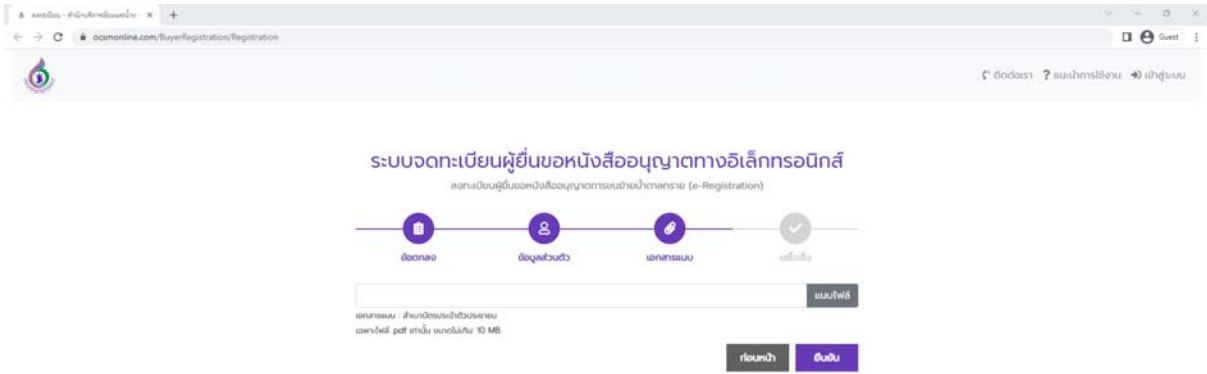 ocsmonline.com/BuyerRegistration/Registration
Guest
ติดต่อเรา ? แนะนำการใช้งาน เข้าสู่ระบบ
ระบบจดทะเบียนผู้ยื่นขอหนังสืออนุญาตทางอิเล็กทรอนิกส์
ลงทะเบียนผู้ยื่นขอหนังสืออนุญาตการขนย้ายน้ำตาลทราย (e-Registration)
ข้อตกลง ข้อมูลส่วนตัว เอกสารแนบ เสร็จสิ้น
แนบไฟล์
เอกสารแนบ : สำเนาบัตรประจำตัวประชาชน
เฉพาะไฟล์ pdf เท่านั้น ขนาดไม่เกิน 10 MB
ก่อนหน้า ยืนยัน